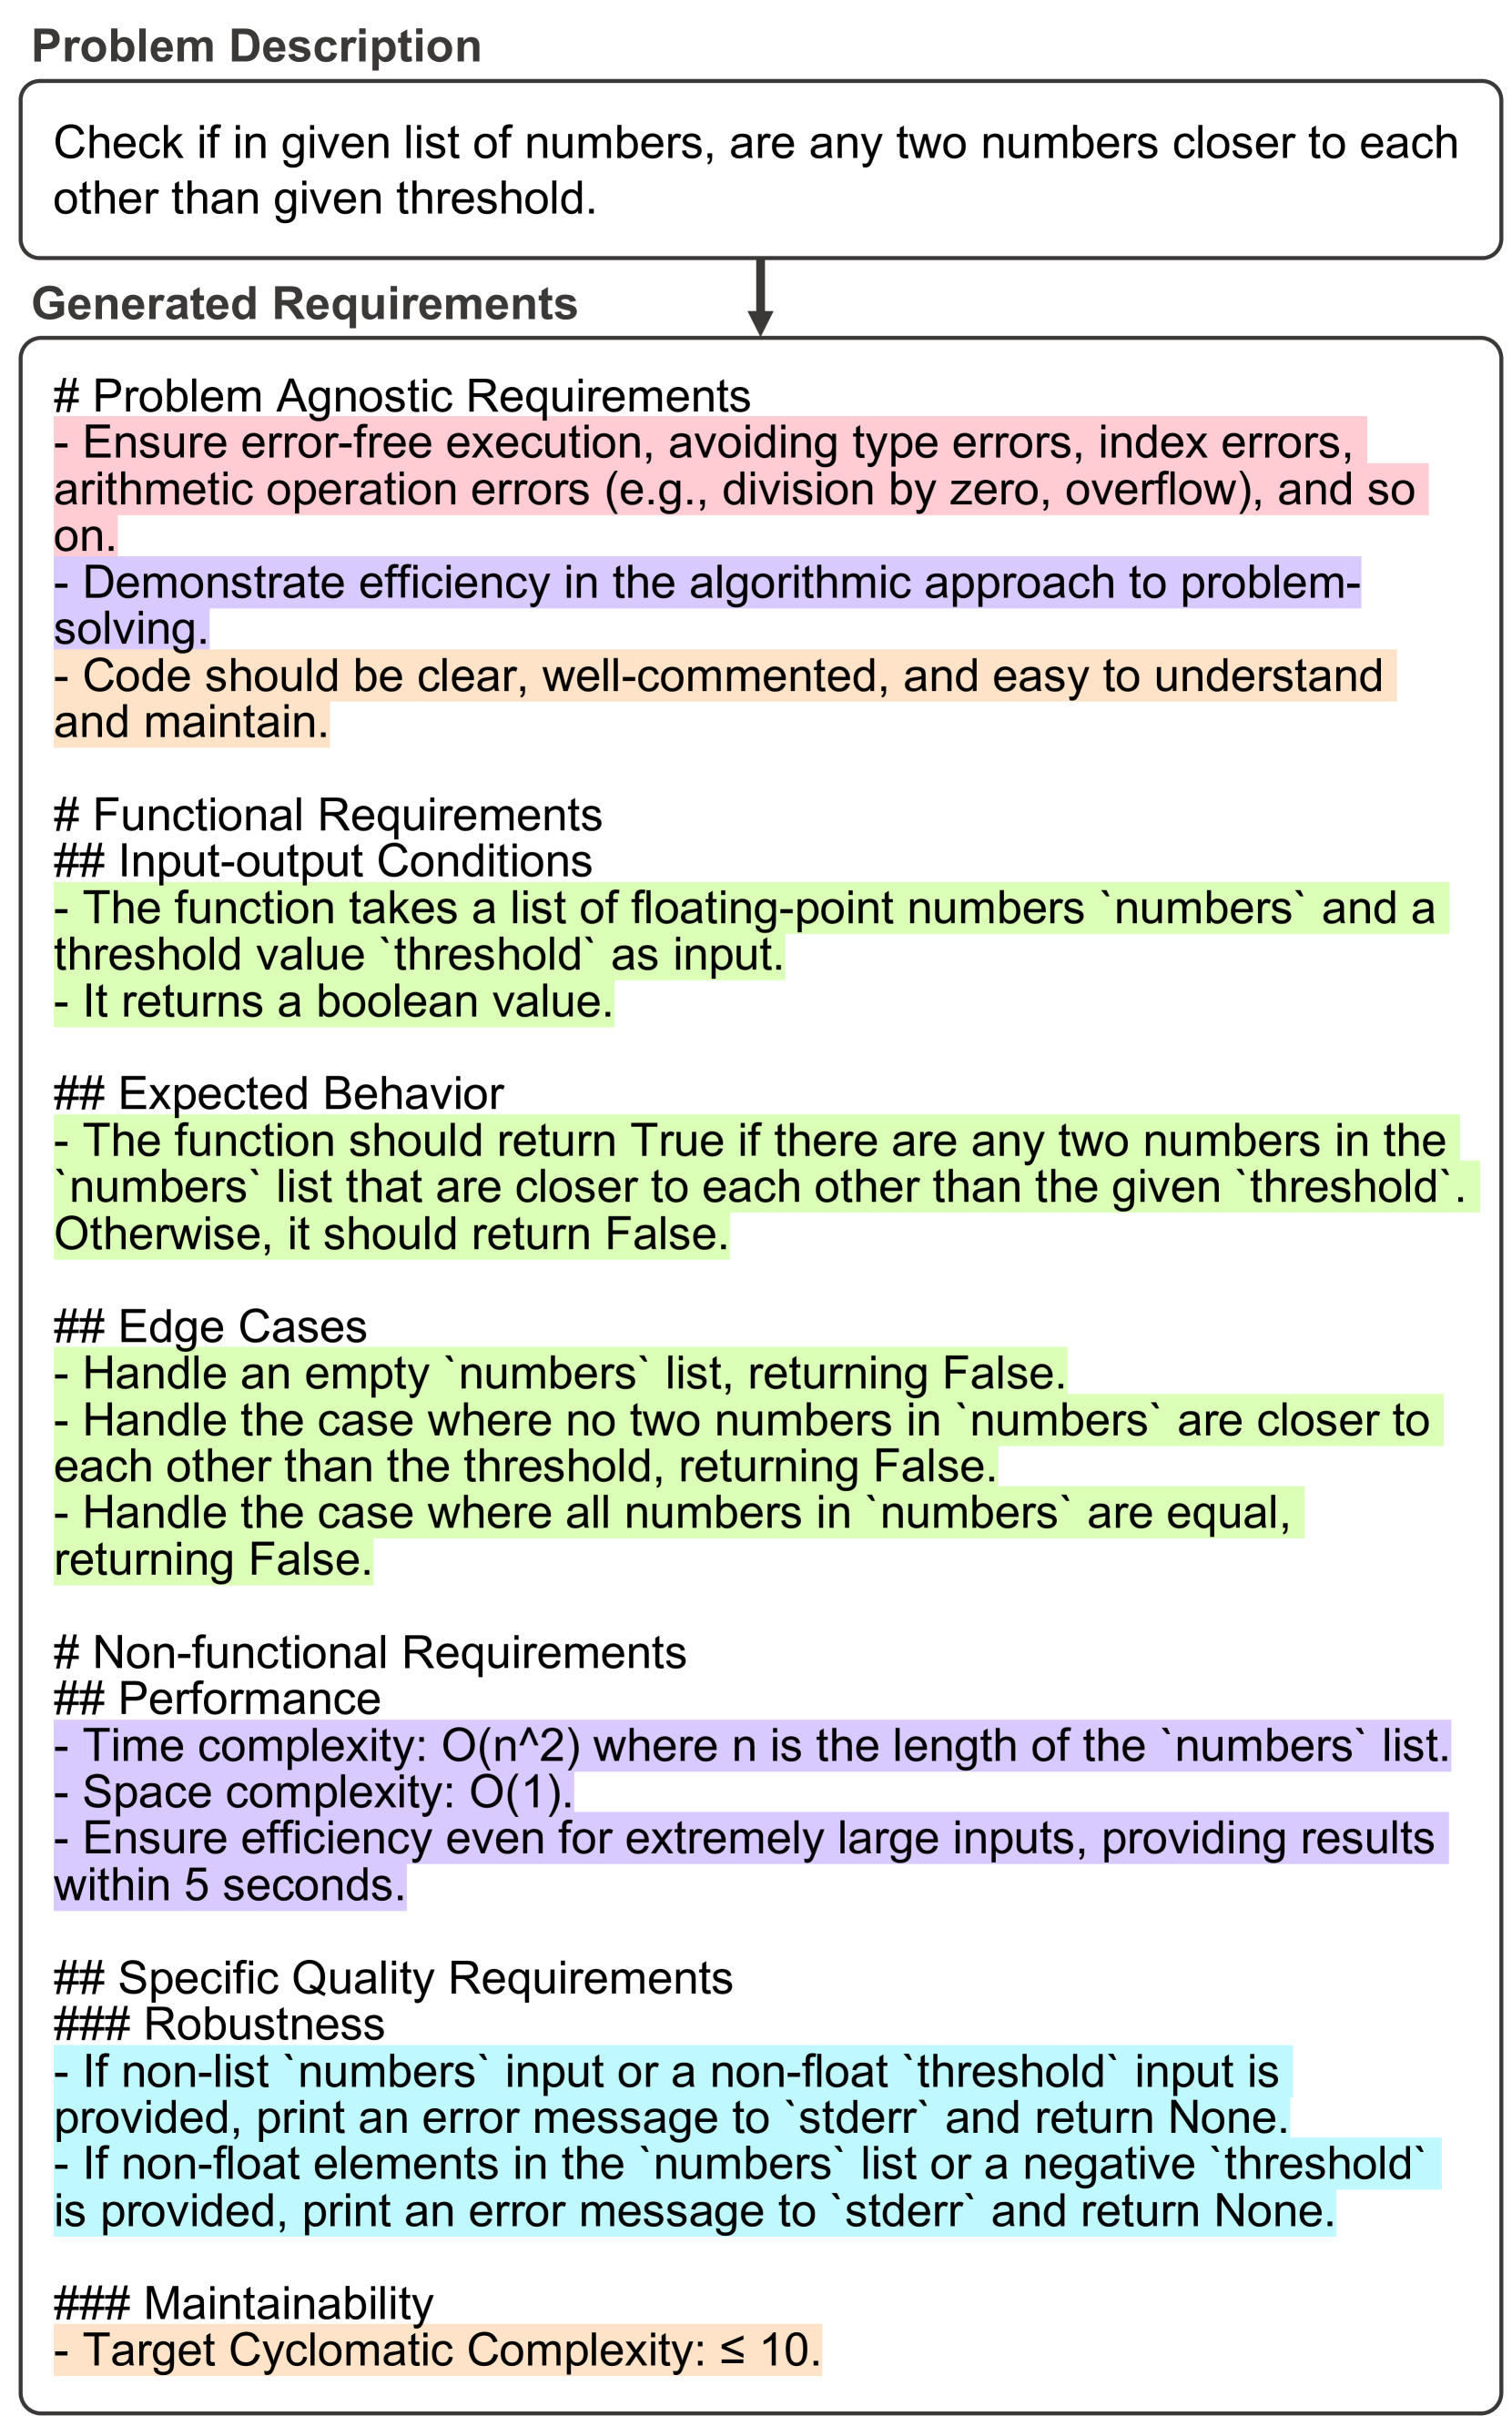 Problem Description
Check if in given list of numbers, are any two numbers closer to each
other than given threshold.
Generated Requirements
# Problem Agnostic Requirements
- Ensure error-free execution, avoiding type errors, index errors,
arithmetic operation errors (e.g., division by zero, overflow), and so
on.
- Demonstrate efficiency in the algorithmic approach to problem-
solving.
- Code should be clear, well-commented, and easy to understand
and maintain.
# Functional Requirements
## Input-output Conditions
- The function takes a list of floating-point numbers `numbers` and a
threshold value `threshold` as input.
- It returns a boolean value.
## Expected Behavior
- The function should return True if there are any two numbers in the
`numbers` list that are closer to each other than the given `threshold`.
Otherwise, it should return False.
## Edge Cases
- Handle an empty `numbers` list, returning False.
- Handle the case where no two numbers in `numbers` are closer to
each other than the threshold, returning False.
- Handle the case where all numbers in `numbers` are equal,
returning False.
# Non-functional Requirements
## Performance
- Time complexity: O(n^2) where n is the length of the `numbers` list.
- Space complexity: O(1).
- Ensure efficiency even for extremely large inputs, providing results
within 5 seconds.
## Specific Quality Requirements
### Robustness
- If non-list `numbers` input or a non-float `threshold` input is
provided, print an error message to `stderr` and return None.
- If non-float elements in the `numbers` list or a negative `threshold`
is provided, print an error message to `stderr` and return None.
### Maintainability
- Target Cyclomatic Complexity: ≤ 10.